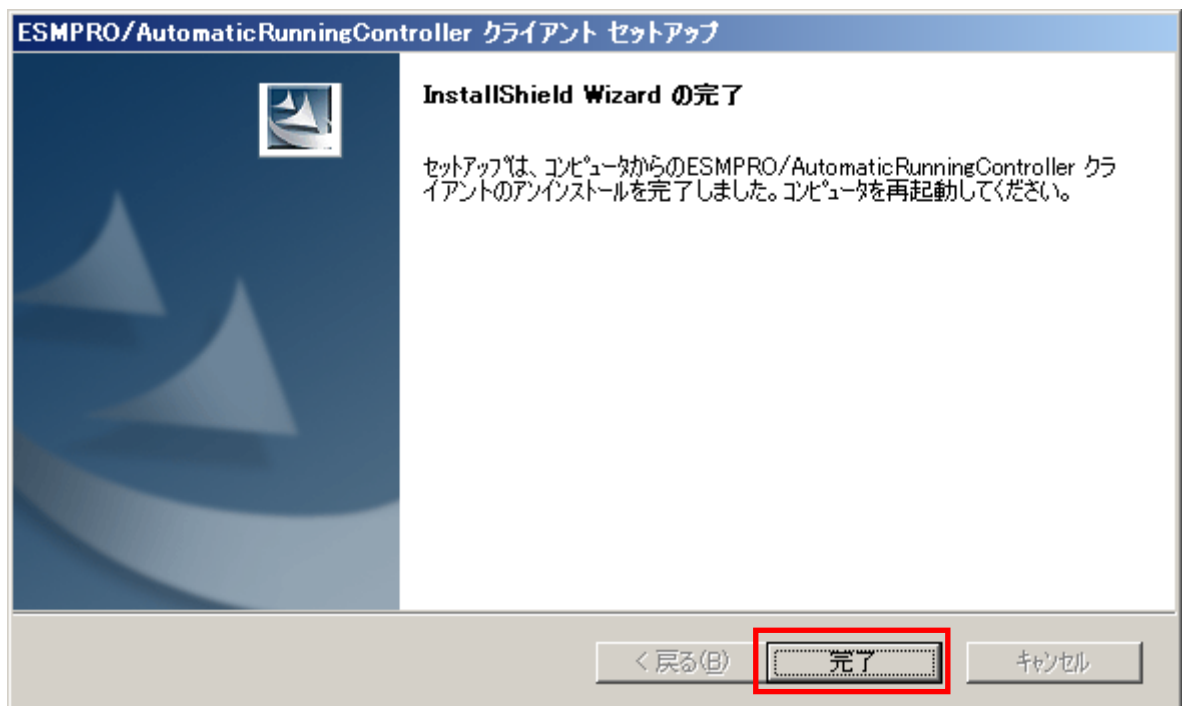 ESMPRO/AutomaticRunningController クライアント セットアップ
InstallShield Wizard の完了
セットアップは、コンピュータからのESMPRO/AutomaticRunningController クラ
イアントのアンインストールを完了しました。コンピュータを再起動してください。
< 戻る(B)
完了
キャンセル